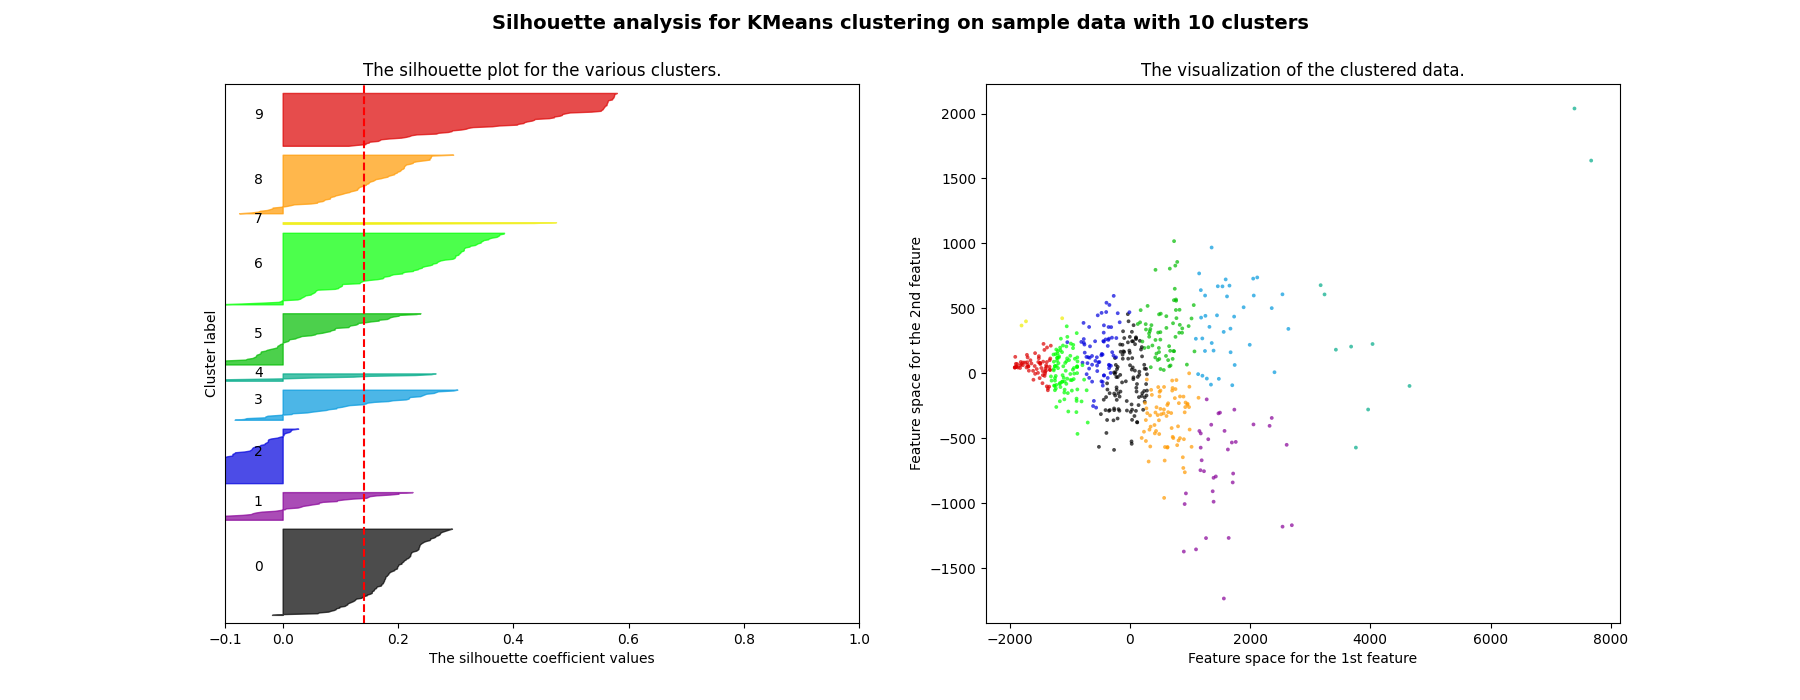 Silhouette analysis for KMeans clustering on sample data with 10 clusters
The silhouette plot for the various clusters.
9
8
7
6
5
4
3
2
1
0
Cluster label
−0.1 0.0 0.2 0.4 0.6 0.8 1.0
The silhouette coefficient values
The visualization of the clustered data.
2000
1500
1000
500
0
−500
−1000
−1500
Feature space for the 2nd feature
−2000 0 2000 4000 6000 8000
Feature space for the 1st feature